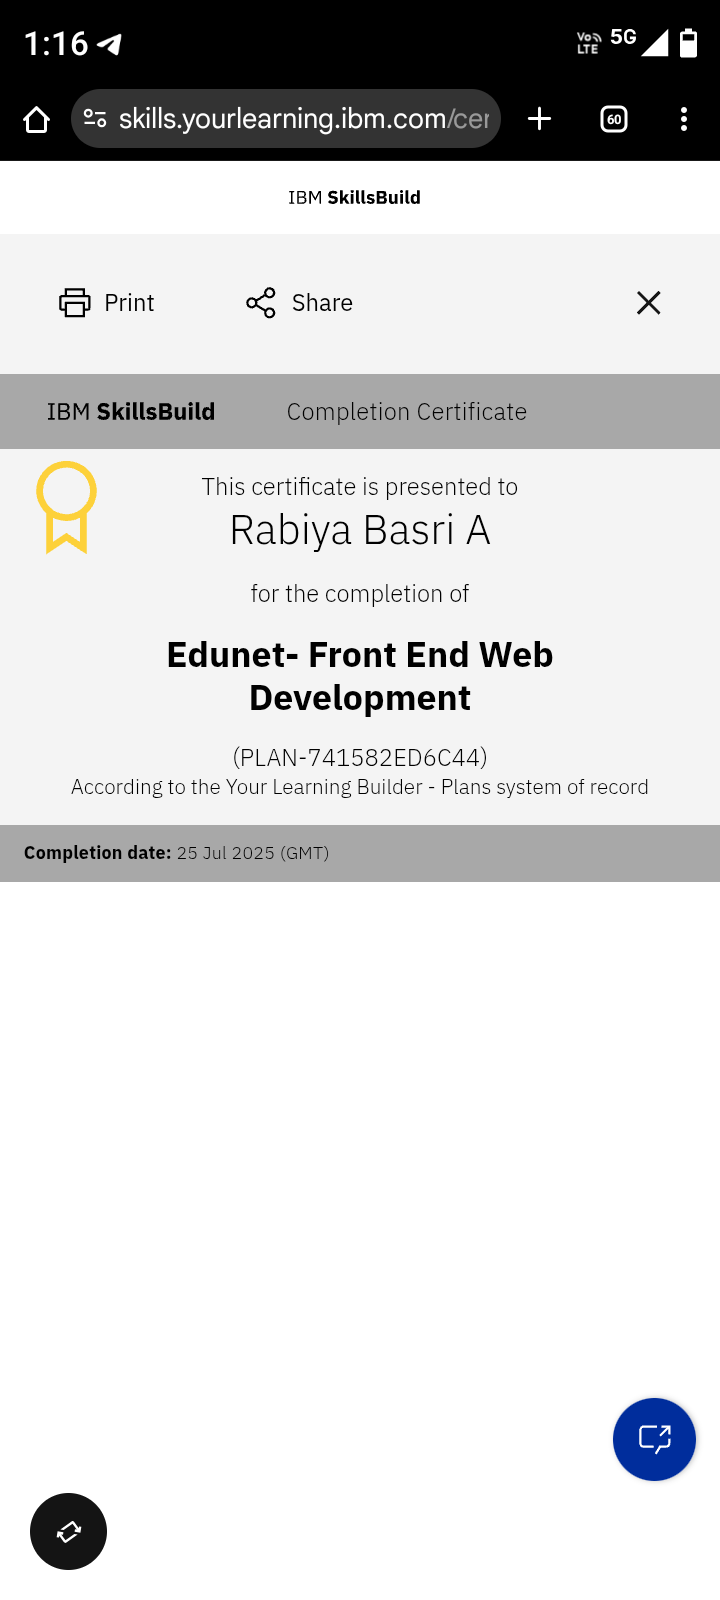 1:16
Vo LTE 5G
skills.yourlearning.ibm.com/cer
60
IBM SkillsBuild
Print Share
IBM SkillsBuild Completion Certificate
This certificate is presented to
Rabiya Basri A
for the completion of
Edunet- Front End Web
Development
(PLAN-741582ED6C44)
According to the Your Learning Builder - Plans system of record
Completion date: 25 Jul 2025 (GMT)